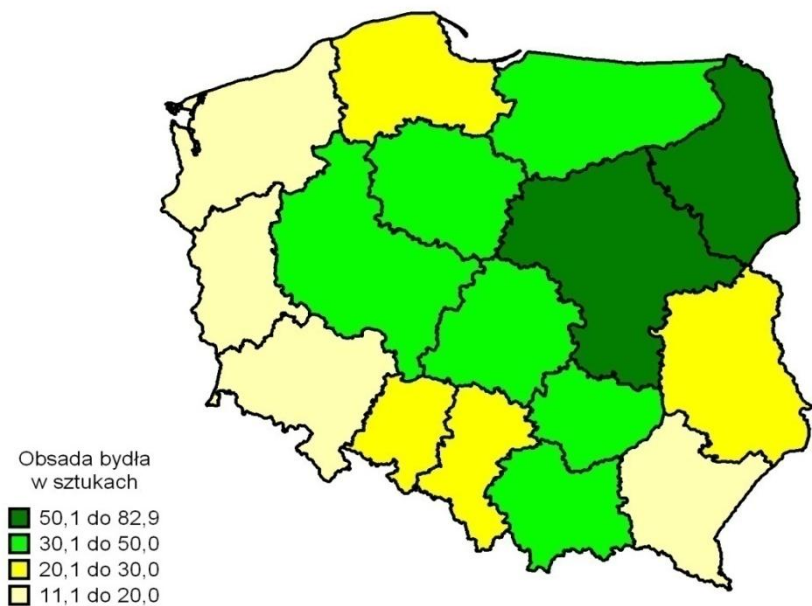 Obsada bydła
w sztukach
50,1 do 82,9
30,1 do 50,0
20,1 do 30,0
11,1 do 20,0